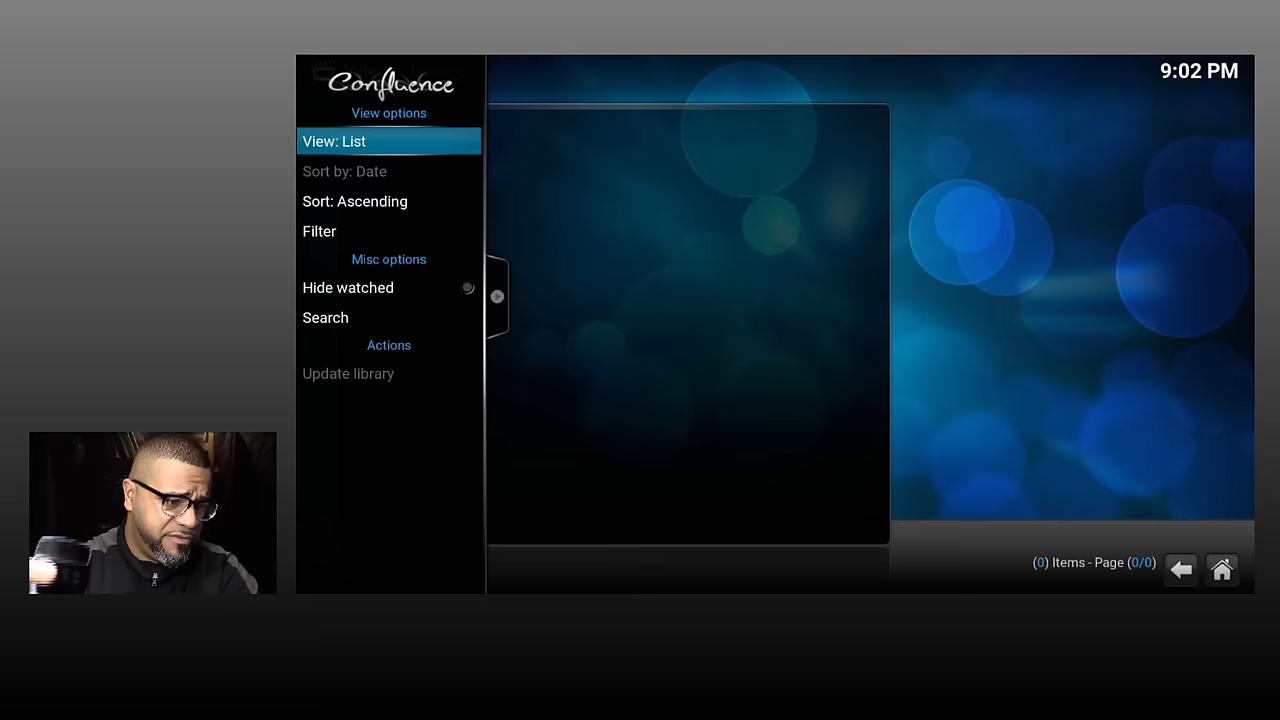 Confluence
9:02 PM
View options
View: List
Sort by: Date
Sort: Ascending
Filter
Misc options
Hide watched
Search
Actions
Update library
(0) Items - Page (0/0)